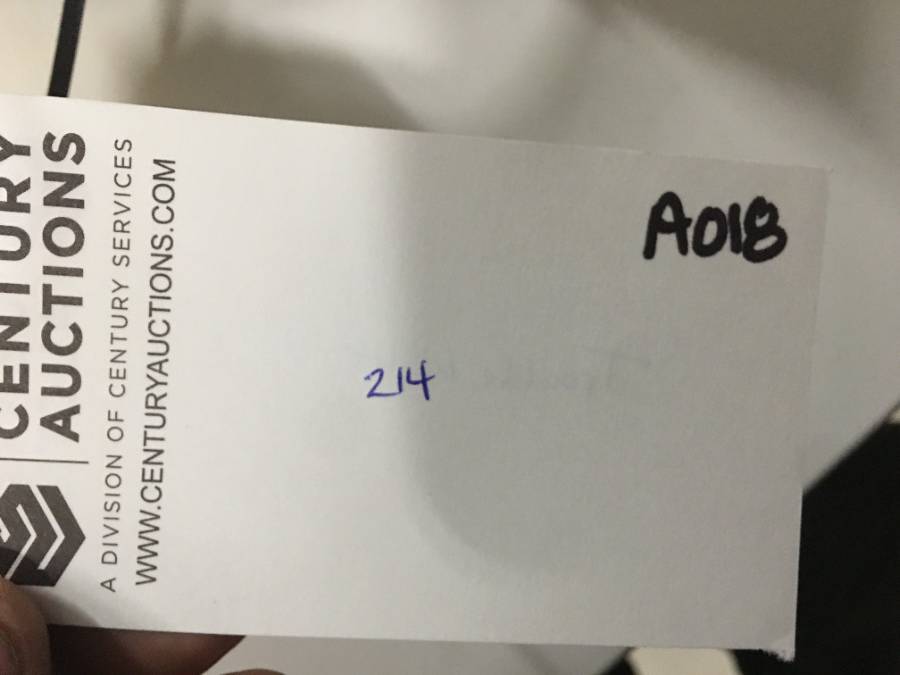 CENTURY
AUCTIONS
A DIVISION OF CENTURY SERVICES
WWW.CENTURYAUCTIONS.COM
A018
214